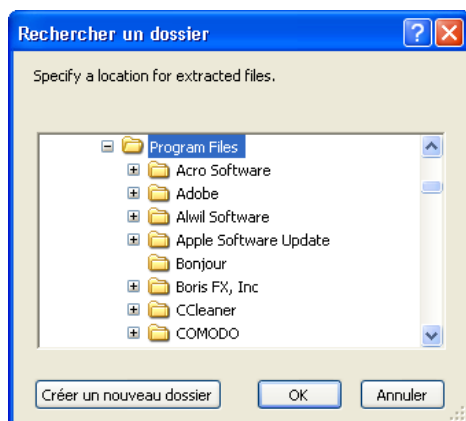 Rechercher un dossier
Specify a location for extracted files.
Program Files
Acro Software
Adobe
Alwil Software
Apple Software Update
Bonjour
Boris FX, Inc
CCleaner
COMODO
Créer un nouveau dossier OK Annuler